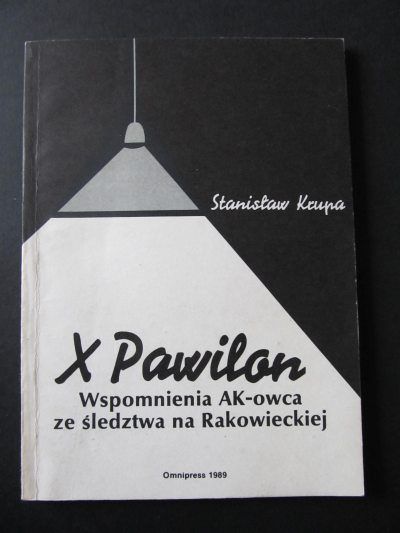 Stanisław Krupa
X Pawilon
Wspomnienia AK-owca
ze śledztwa na Rakowieckiej
Omnipress 1989